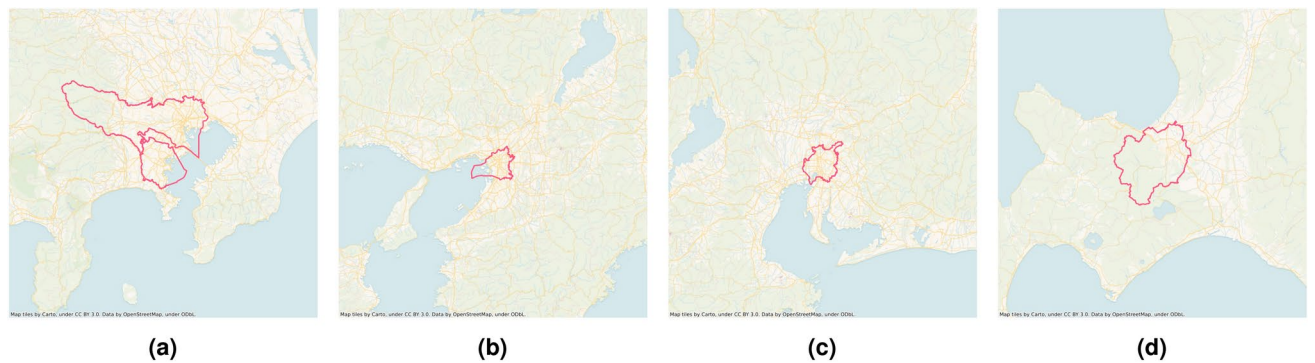 Map tiles by Carto, under CC BY 3.0. Data by OpenStreetMap, under ODbL.
Map tiles by Carto, under CC BY 3.0. Data by OpenStreetMap, under ODbL.
Map tiles by Carto, under CC BY 3.0. Data by OpenStreetMap, under ODbL.
Map tiles by Carto, under CC BY 3.0. Data by OpenStreetMap, under ODbL.
(a)
(b)
(c)
(d)